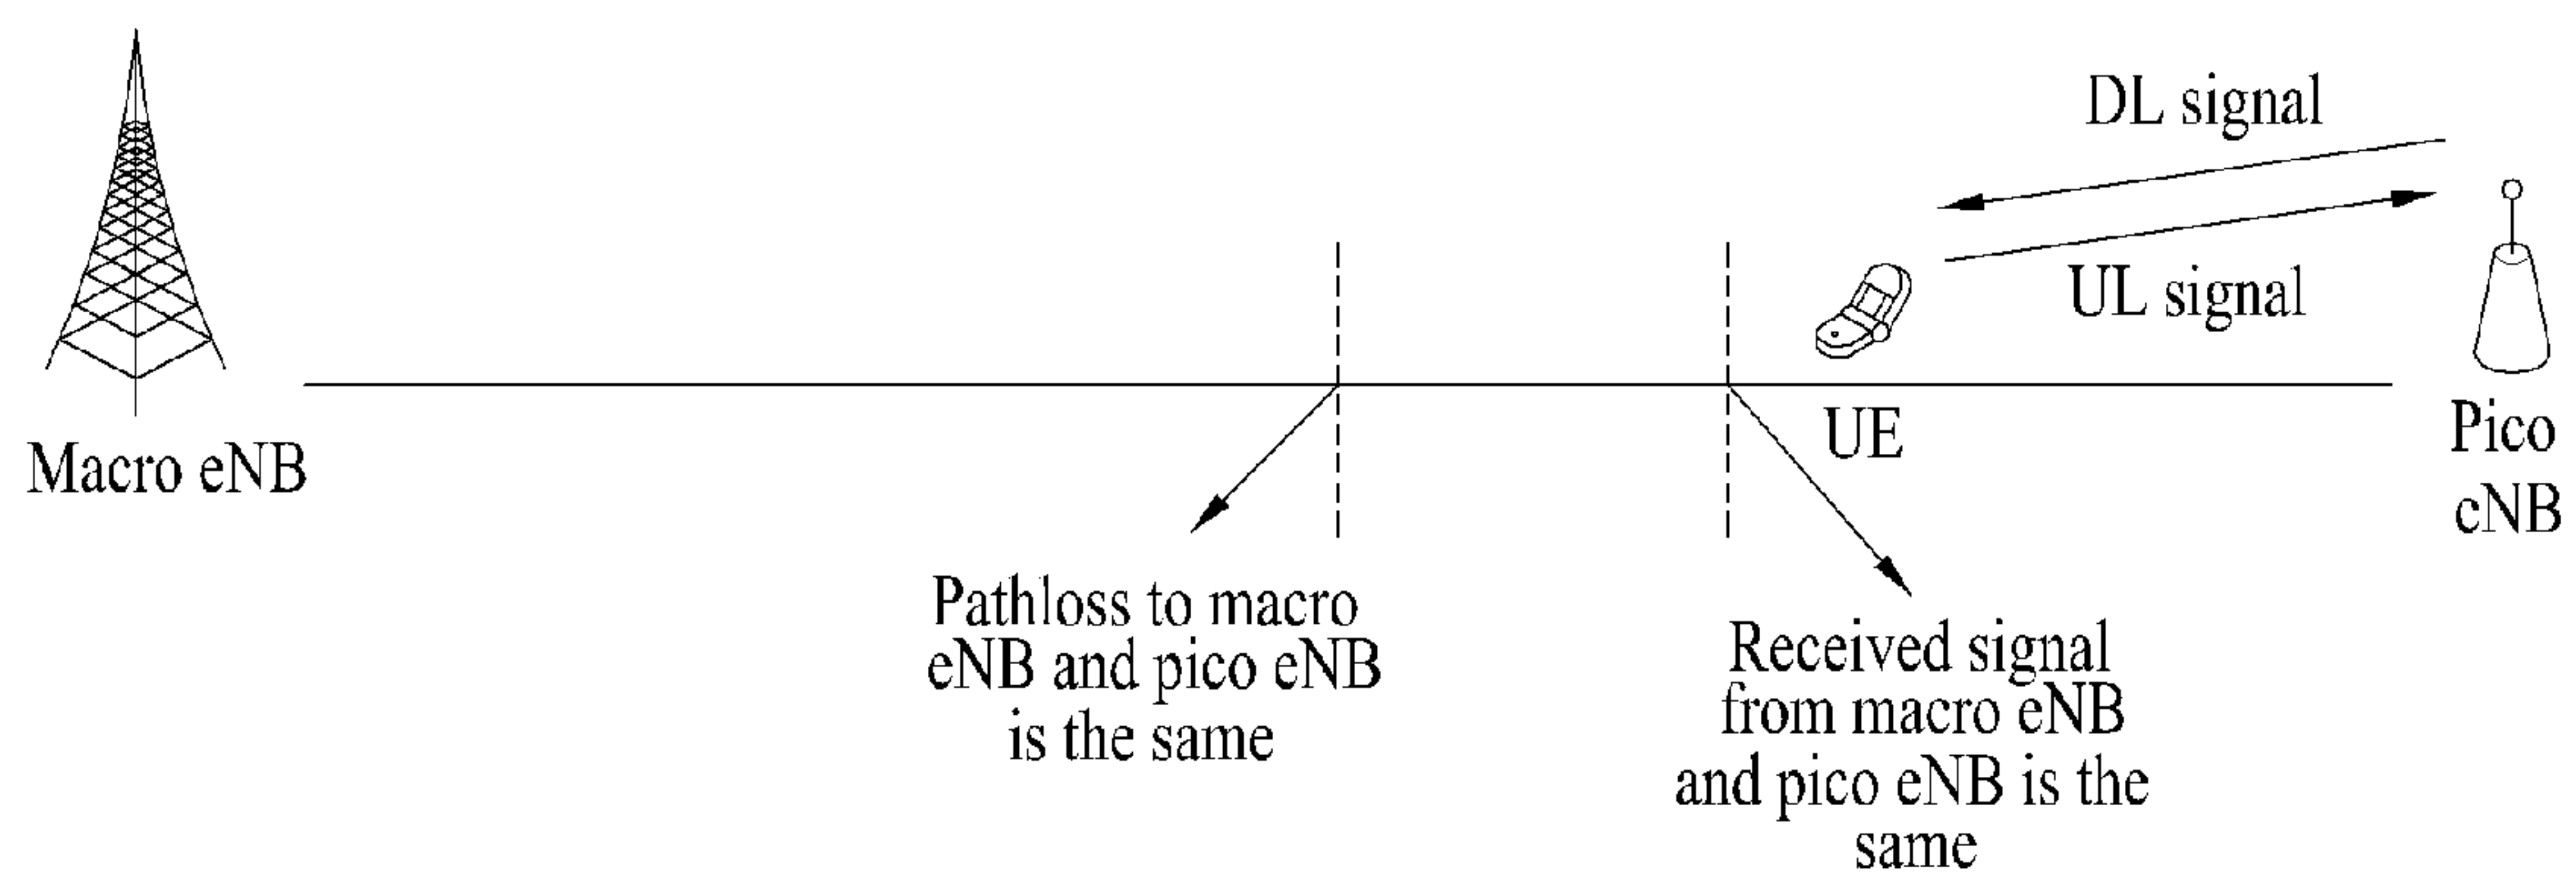 DL signal
UL signal
Macro eNB
UE
Pico
cNB
Pathloss to macro
eNB and pico eNB
is the same
Received signal
from macro eNB
and pico eNB is the
same